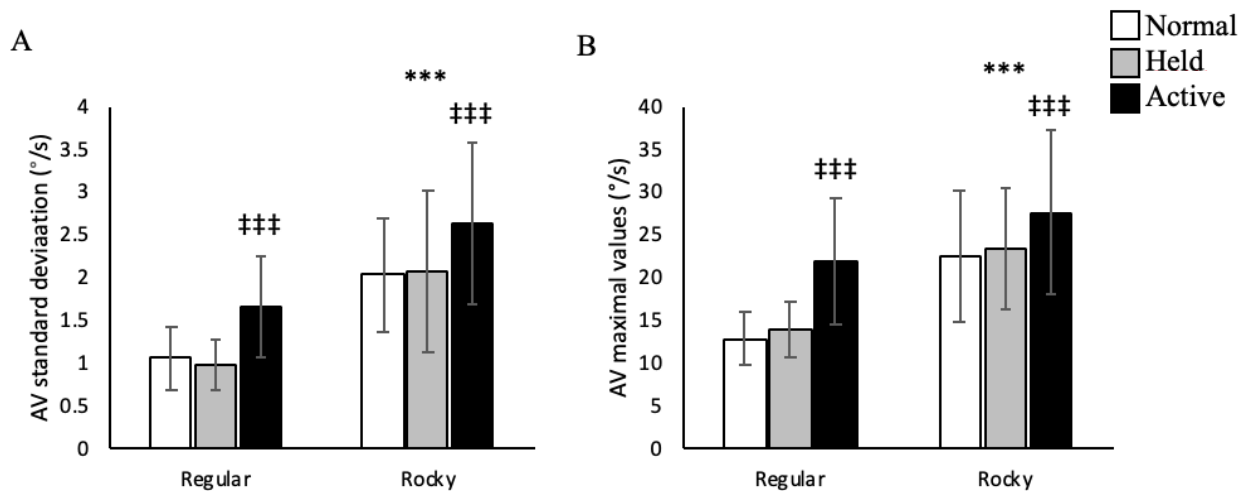 A
AV standard deviaation (°/s)
4
3.5
3
2.5
2
1.5
1
0.5
0
***
‡‡‡
‡‡‡
Regular
Rocky
B
AV maximal values (°/s)
40
35
30
25
20
15
10
5
0
***
‡‡‡
‡‡‡
Regular
Rocky
Normal
Held
Active